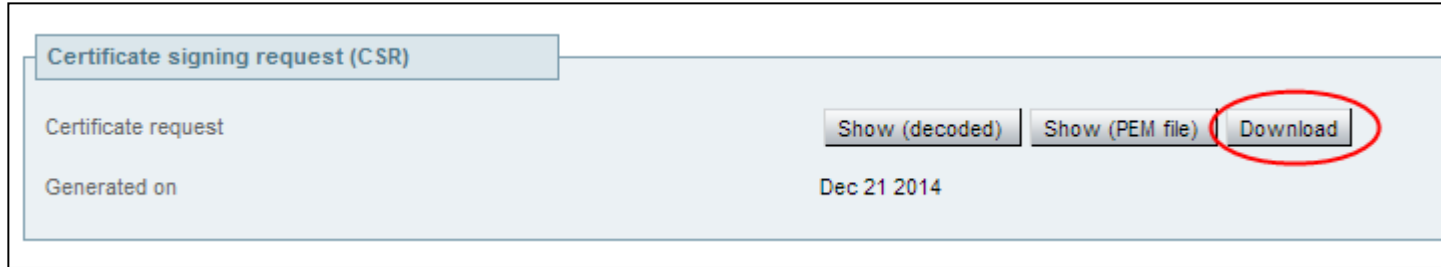 Certificate signing request (CSR)
Certificate request Show (decoded) Show (PEM file) Download
Generated on Dec 21 2014